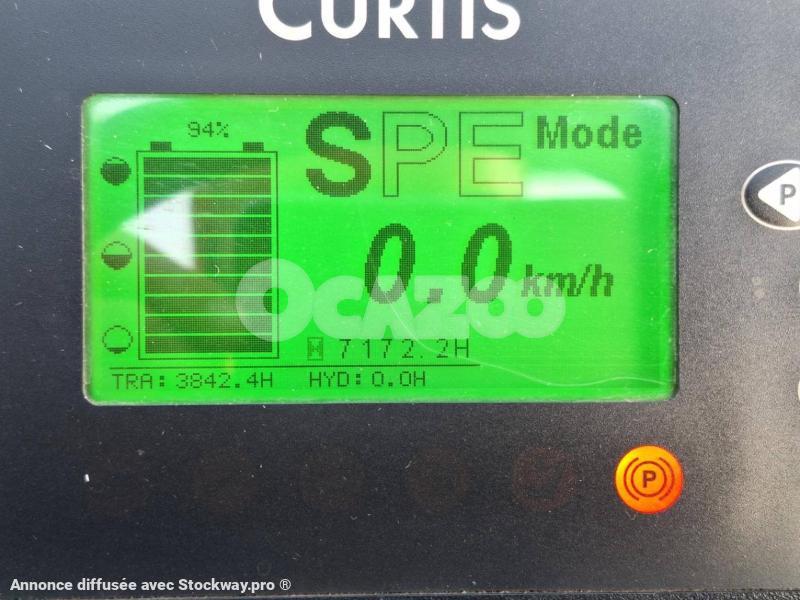 CURTIS
94%
SPE Mode
0.0 km/h
OCAZOO
7172.2H
TRA: 3842.4H HYD: 0.0H
P
P
Annonce diffusée avec Stockway.pro ®